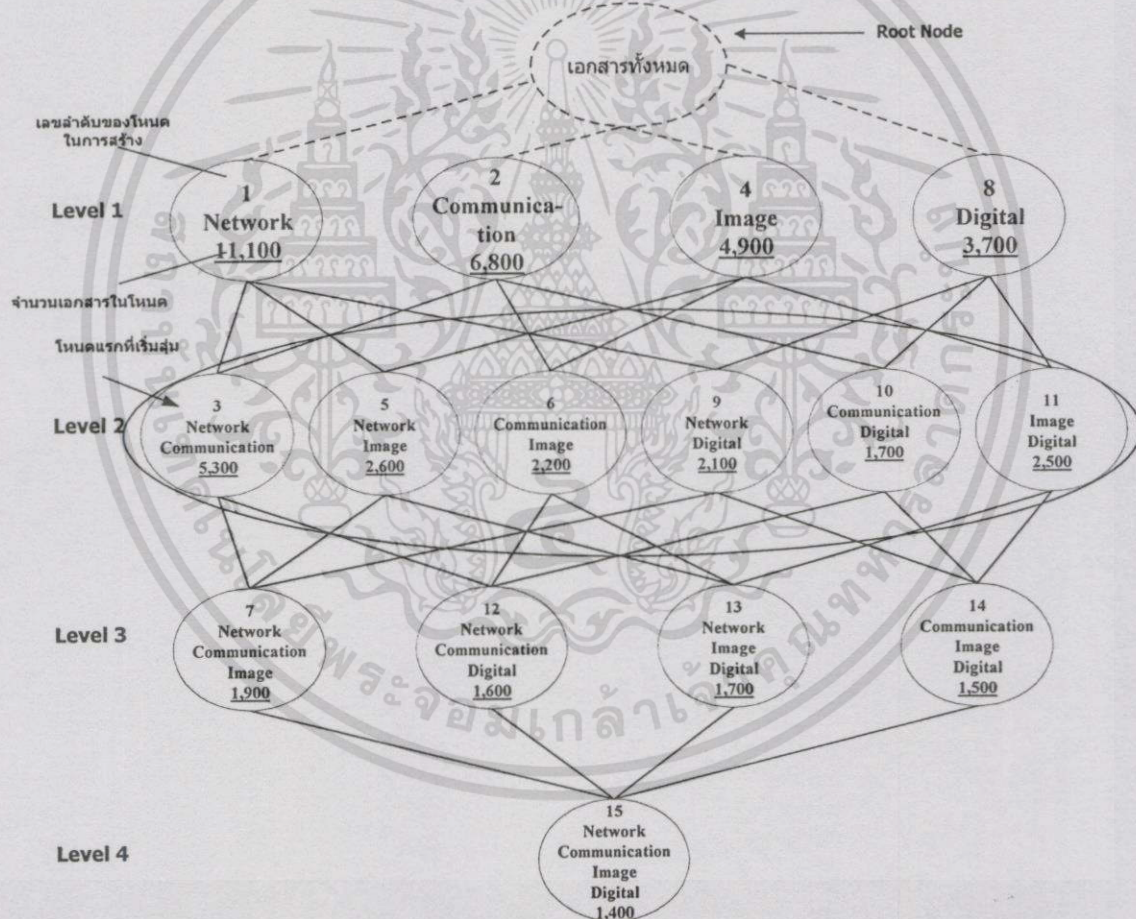 Root Node
เอกสารทั้งหมด
เลขลำดับของโหนด
ในการสร้าง
Level 1
1
Network
11,100
2
Communica-
tion
6,800
4
Image
4,900
8
Digital
3,700
จำนวนเอกสารในโหนด
โหนดแรกที่เริ่มสุ่ม
Level 2
3
Network
Communication
5,300
5
Network
Image
2,600
6
Communication
Image
2,200
9
Network
Digital
2,100
10
Communication
Digital
1,700
11
Image
Digital
2,500
Level 3
7
Network
Communication
Image
1,900
12
Network
Communication
Digital
1,600
13
Network
Image
Digital
1,700
14
Communication
Image
Digital
1,500
Level 4
15
Network
Communication
Image
Digital
1,400